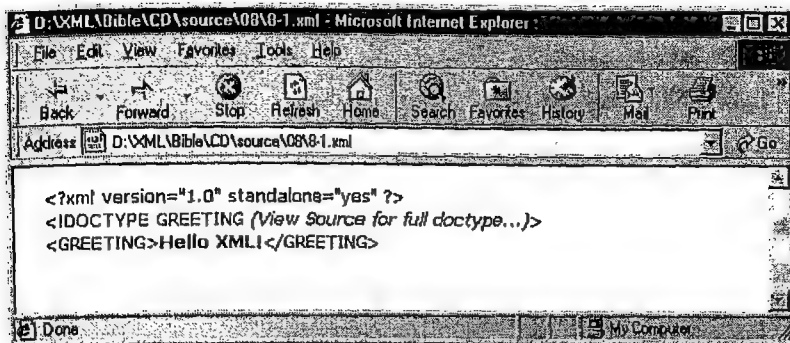 D:\XML\Bible\CD\source\08\8-1.xml - Microsoft Internet Explorer
File Edit View Favorites Tools Help
Back Forward Stop Refresh Home Search Favorites History Mail Print
Address D:\XML\Bible\CD\source\08\8-1.xml Go
<?xml version="1.0" standalone="yes" ?>
<!DOCTYPE GREETING (View Source for full doctype...)>
<GREETING>Hello XML!</GREETING>
Done My Computer